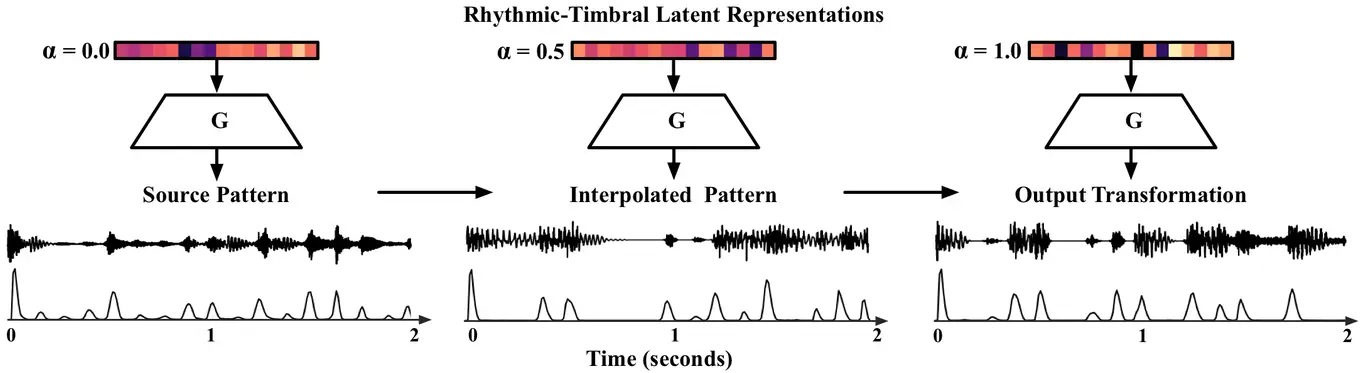 Rhythmic-Timbral Latent Representations
α = 0.0
α = 0.5
α = 1.0
G
G
G
Source Pattern
Interpolated Pattern
Output Transformation
0 1 2
0 1 2
0 1 2
Time (seconds)